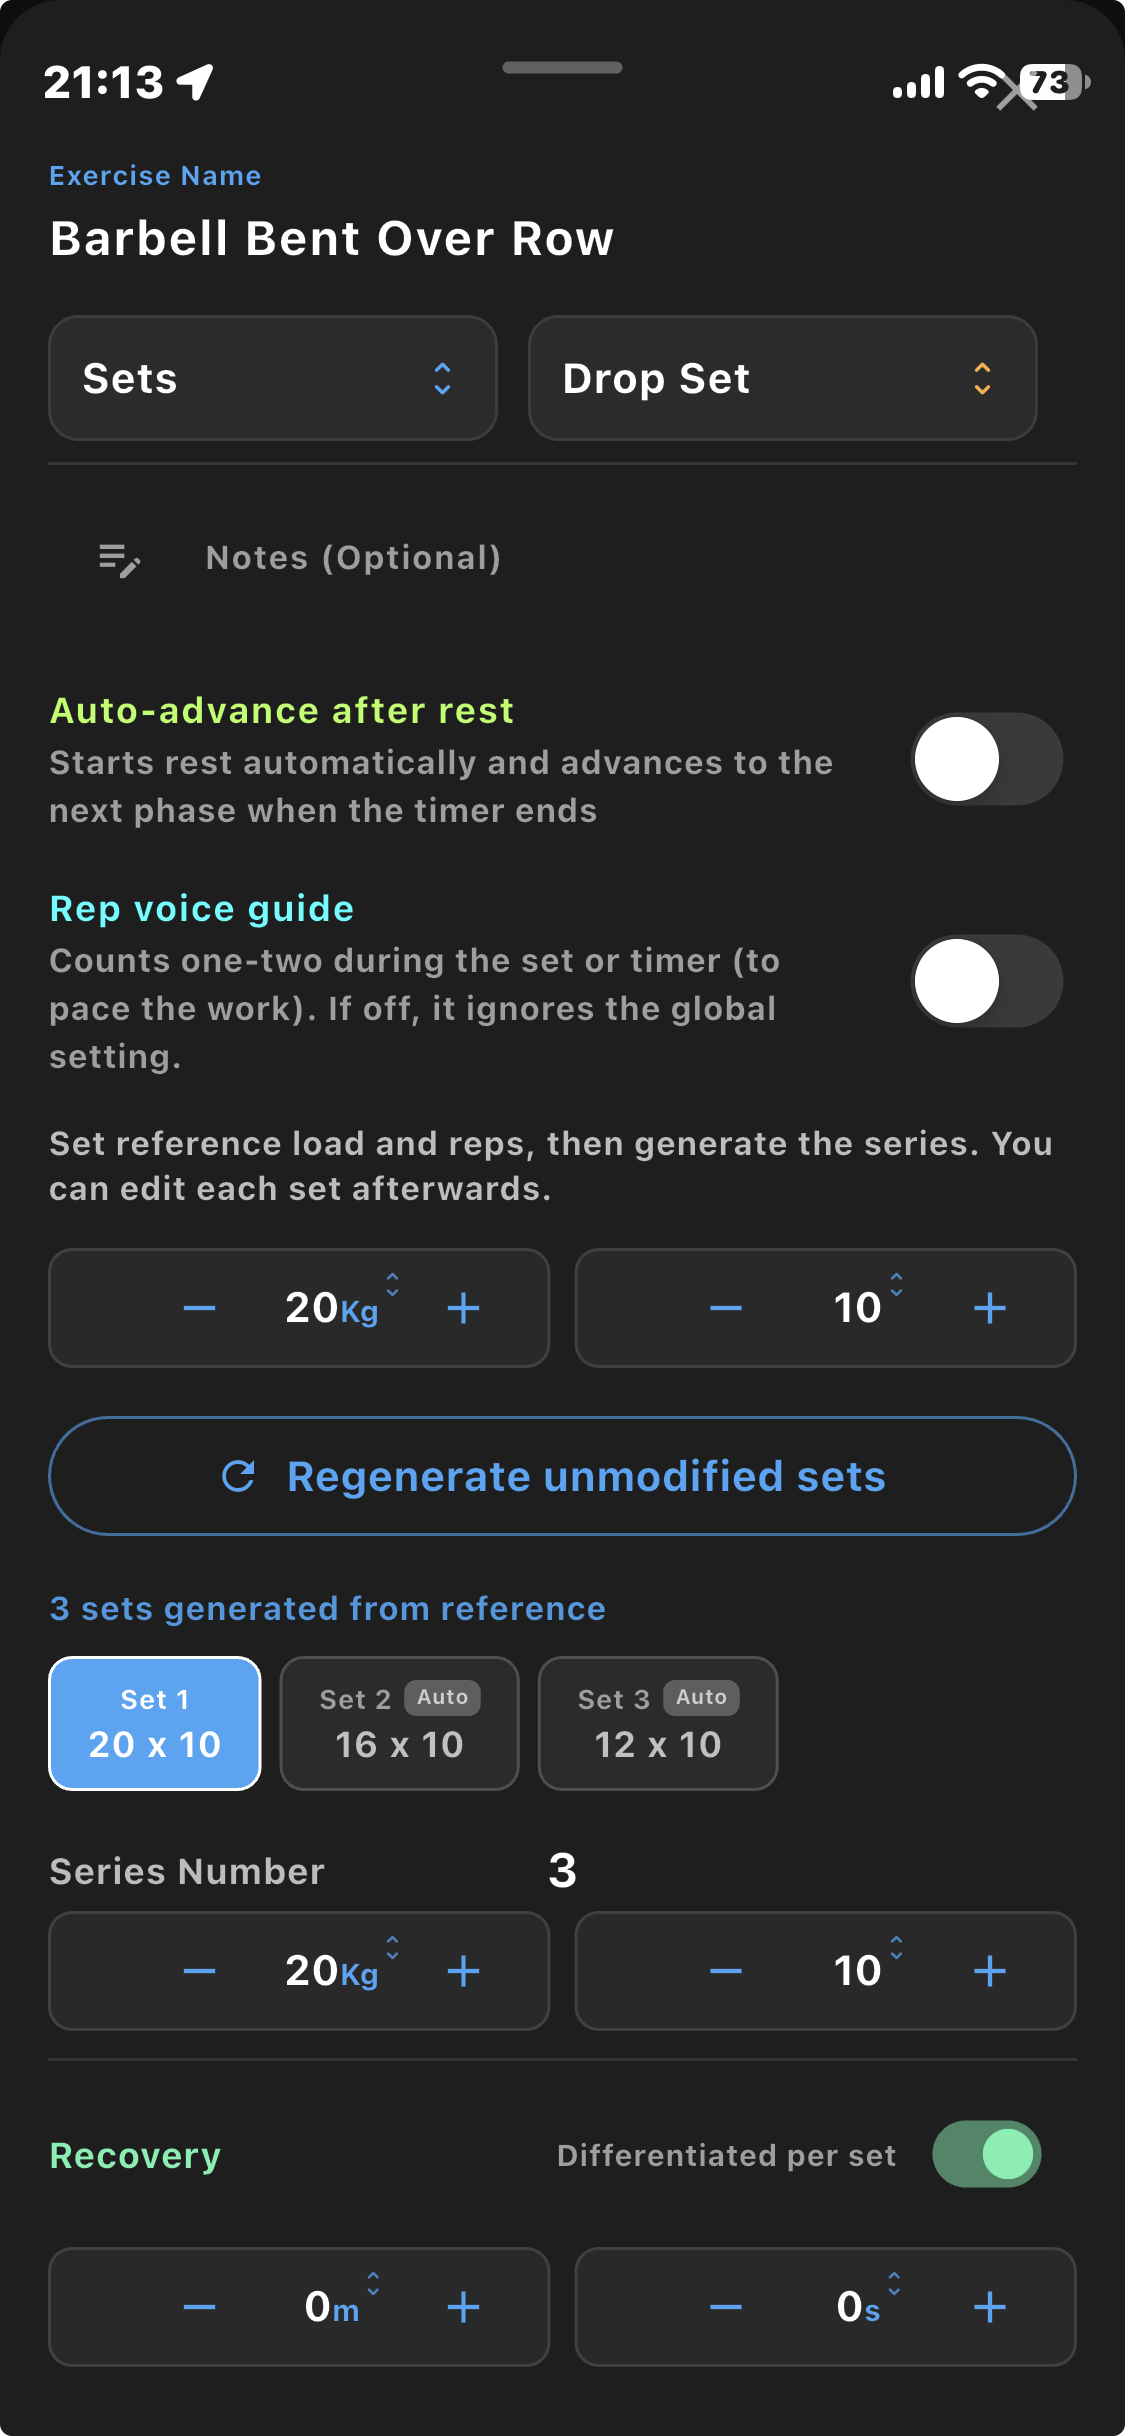 21:13
73
Exercise Name
Barbell Bent Over Row
Sets
Drop Set
Notes (Optional)
Auto-advance after rest
Starts rest automatically and advances to the
next phase when the timer ends
Rep voice guide
Counts one-two during the set or timer (to
pace the work). If off, it ignores the global
setting.
Set reference load and reps, then generate the series. You
can edit each set afterwards.
20Kg
10
Regenerate unmodified sets
3 sets generated from reference
Set 1
20 x 10
Set 2 Auto
16 x 10
Set 3 Auto
12 x 10
Series Number 3
20Kg
10
Recovery
Differentiated per set
0m
0s